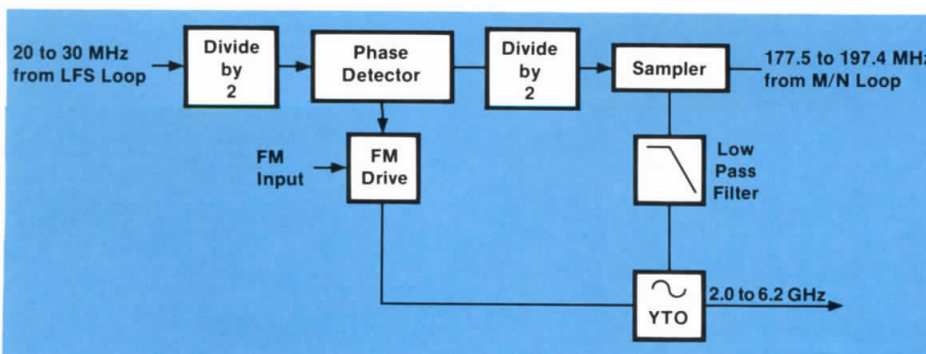 20 to 30 MHz
from LFS Loop
Divide
by
2
Phase
Detector
Divide
by
2
Sampler
177.5 to 197.4 MHz
from M/N Loop
FM
Input
FM
Drive
Low
Pass
Filter
YTO
2.0 to 6.2 GHz